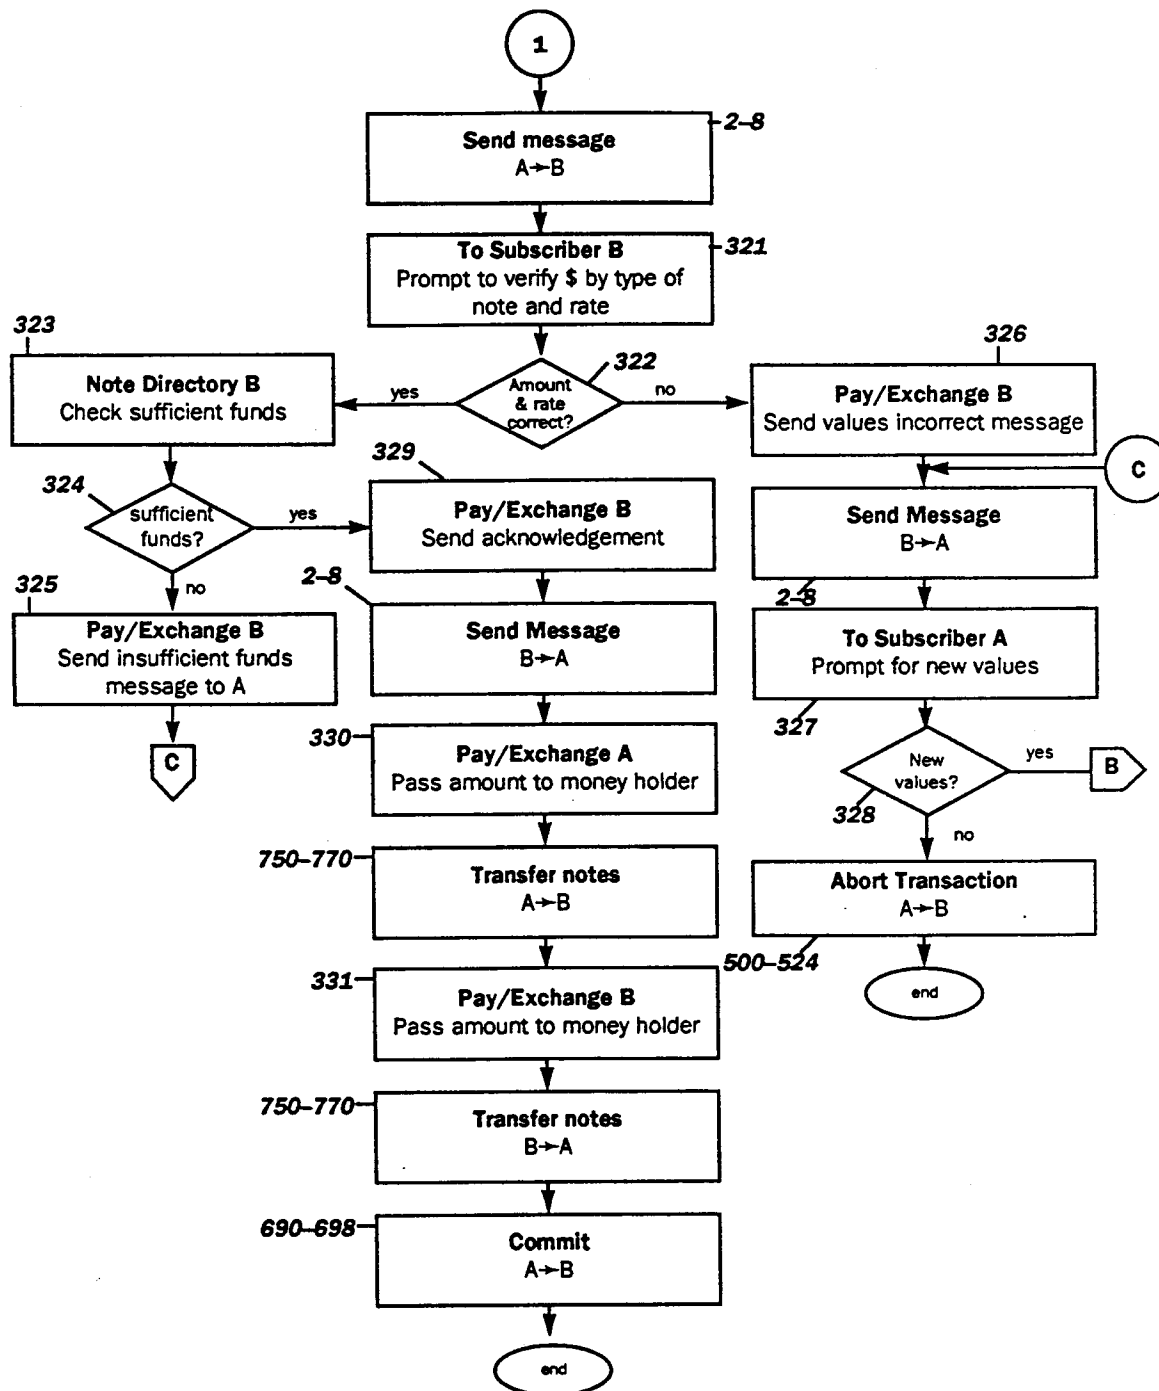 1
2-8
Send message
A→B
321
To Subscriber B
Prompt to verify $ by type of
note and rate
322
Amount
& rate
correct?
yes
no
323
Note Directory B
Check sufficient funds
324
sufficient
funds?
yes
no
325
Pay/Exchange B
Send insufficient funds
message to A
C
326
Pay/Exchange B
Send values incorrect message
C
Send Message
B→A
2-8
To Subscriber A
Prompt for new values
327
New
values?
328
yes
B
no
Abort Transaction
A→B
500-524
end
329
Pay/Exchange B
Send acknowledgement
2-8
Send Message
B→A
330
Pay/Exchange A
Pass amount to money holder
750-770
Transfer notes
A→B
331
Pay/Exchange B
Pass amount to money holder
750-770
Transfer notes
B→A
690-698
Commit
A→B
end